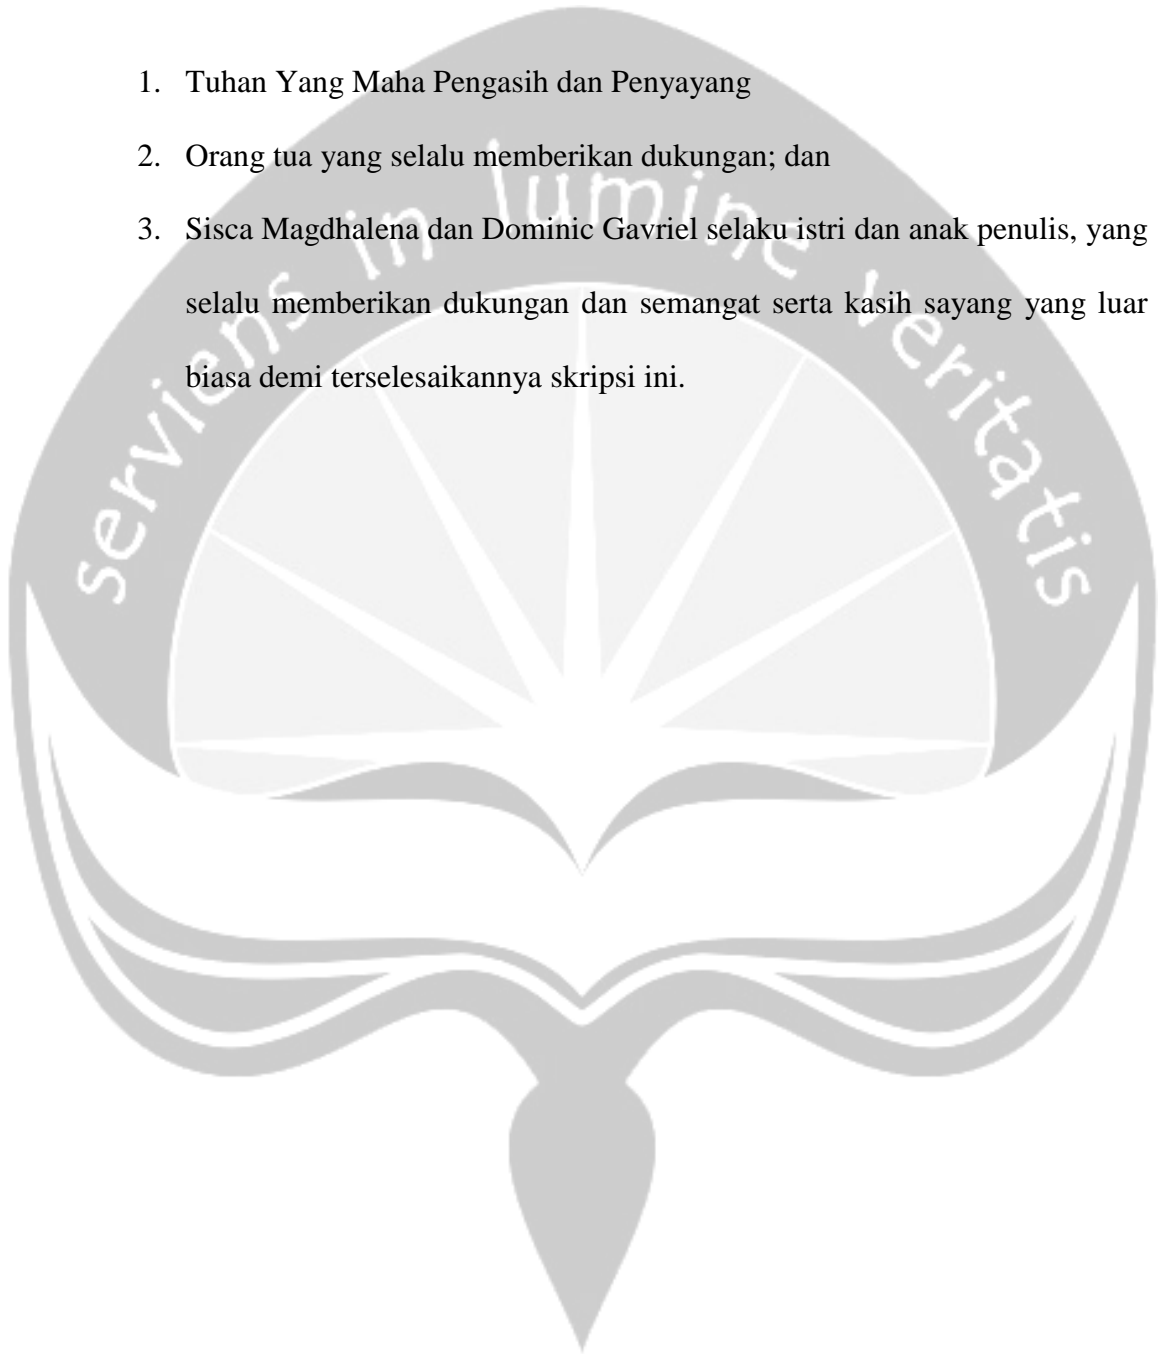 1. Tuhan Yang Maha Pengasih dan Penyayang
2. Orang tua yang selalu memberikan dukungan; dan
3. Sisca Magdhalena dan Dominic Gavriel selaku istri dan anak penulis, yang
selalu memberikan dukungan dan semangat serta kasih sayang yang luar
biasa demi terselesaikannya skripsi ini.
serviens in lumine veritatis